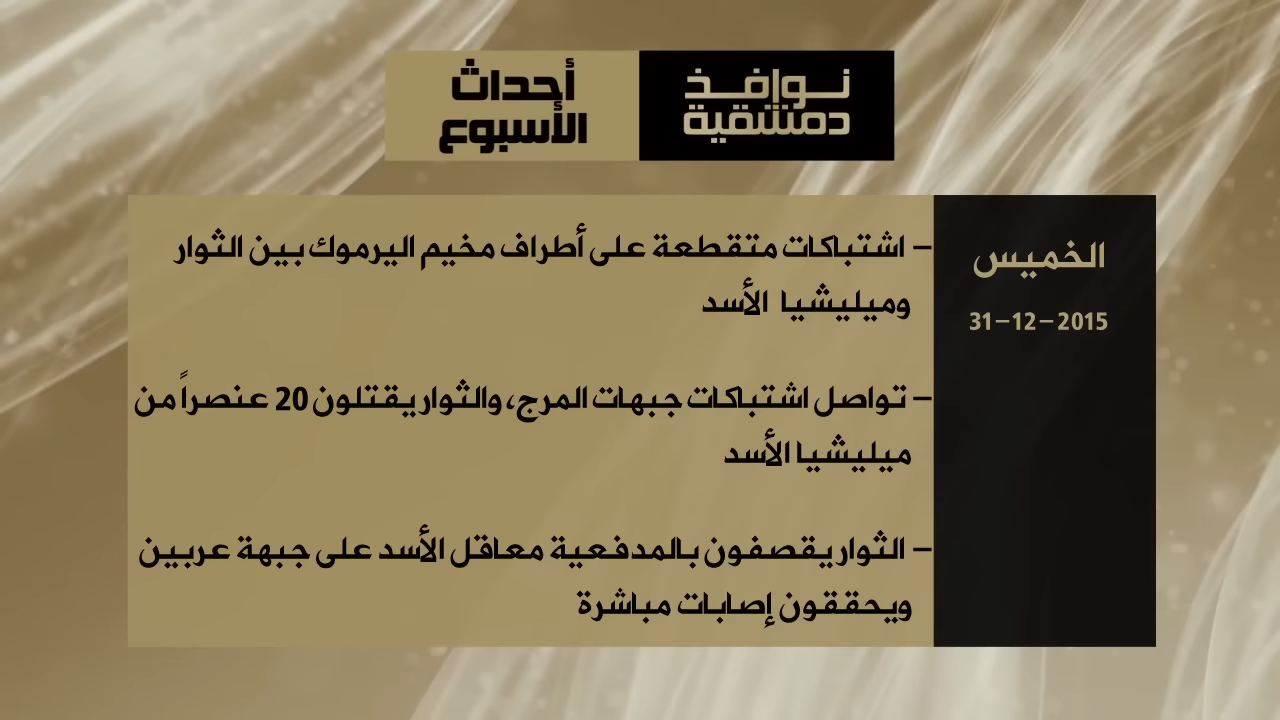 نوافذ
دمشقية
أحداث
الأسبوع
الخميس
31-12-2015
- اشتباكات متقطعة على أطراف مخيم اليرموك بين الثوار
وميليشيا الأسد
- تواصل اشتباكات جبهات المرج، والثوار يقتلون 20 عنصراً من
ميليشيا الأسد
- الثوار يقصفون بالمدفعية معاقل الأسد على جبهة عربين
ويحققون إصابات مباشرة